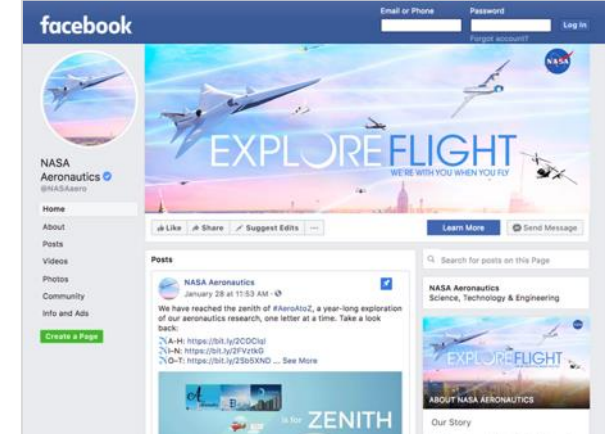 facebook
Email or Phone
Password
Log In
Forgot account?
NASA
EXPLORE FLIGHT
WE'RE WITH YOU WHEN YOU FLY
NASA
Aeronautics
@NASAaero
Home
About
Posts
Videos
Photos
Community
Info and Ads
Create a Page
Like
Share
Suggest Edits
Learn More
Send Message
Posts
NASA Aeronautics
January 28 at 11:53 AM
We have reached the zenith of #AeroAtoZ, a year-long exploration
of our aeronautics research, one letter at a time. Take a look
back:
A-H: https://bit.ly/2COCIqI
I-N: https://bit.ly/2FVztkG
O-T: https://bit.ly/2Sb5XND ... See More
A
B
is for ZENITH
Search for posts on this Page
NASA Aeronautics
Science, Technology & Engineering
EXPLORE FLIGHT
ABOUT NASA AERONAUTICS
Our Story